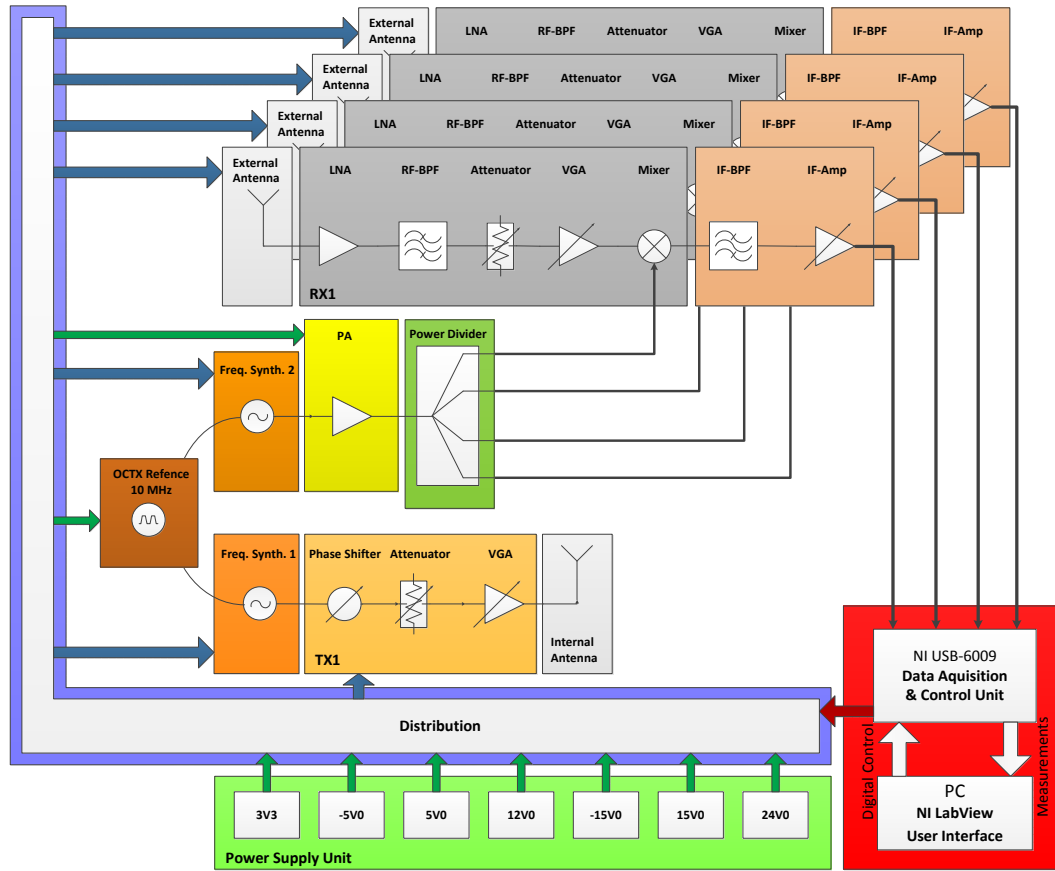 External
Antenna
LNA RF-BPF Attenuator VGA Mixer
IF-BPF IF-Amp
External
Antenna
LNA RF-BPF Attenuator VGA Mixer
IF-BPF IF-Amp
External
Antenna
LNA RF-BPF Attenuator VGA Mixer
IF-BPF IF-Amp
External
Antenna
LNA RF-BPF Attenuator VGA Mixer
IF-BPF IF-Amp
RX1
PA
Power Divider
Freq. Synth. 2
OCTX Refence
10 MHz
Freq. Synth. 1
Phase Shifter Attenuator VGA
TX1
Internal
Antenna
NI USB-6009
Data Aquisition
& Control Unit
Distribution
Digital Control
Measurements
PC
NI LabView
User Interface
3V3 -5V0 5V0 12V0 -15V0 15V0 24V0
Power Supply Unit